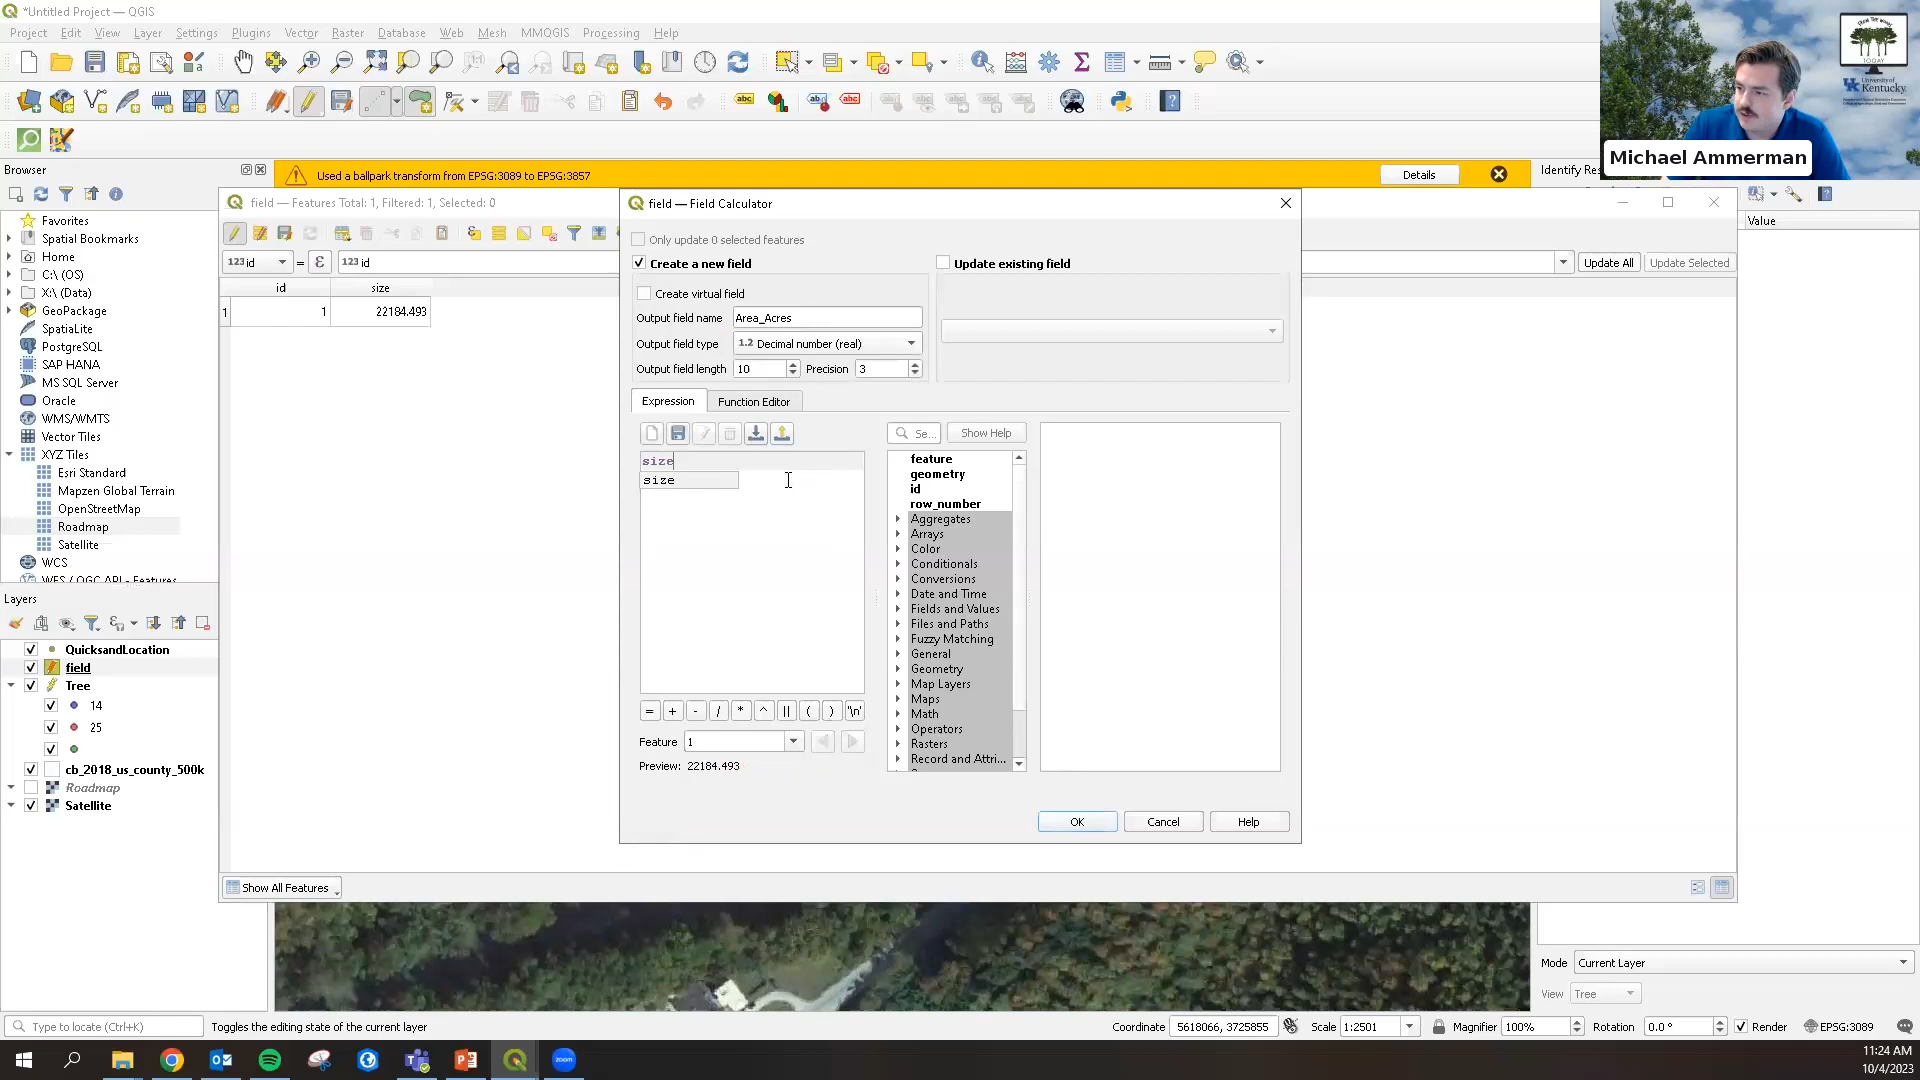 *Untitled Project — QGIS
Project Edit View Layer Settings Plugins Vector Raster Database Web Mesh MMQGIS Processing Help
University of Kentucky
Michael Ammerman
Browser
Used a ballpark transform from EPSG:3089 to EPSG:3857
Details
Identify Res
Value
Favorites
Spatial Bookmarks
Home
C:\ (OS)
X:\ (Data)
GeoPackage
SpatiaLite
PostgreSQL
SAP HANA
MS SQL Server
Oracle
WMS/WMTS
Vector Tiles
XYZ Tiles
Esri Standard
Mapzen Global Terrain
OpenStreetMap
Roadmap
Satellite
WCS
WFS / OGC API - Features
Layers
QuicksandLocation
field
Tree
14
25
cb_2018_us_county_500k
Roadmap
Satellite
field — Features Total: 1, Filtered: 1, Selected: 0
123 id = ε 123 id
Update All Update Selected
id size
1 1 22184.493
Show All Features
field — Field Calculator
Only update 0 selected features
Create a new field
Update existing field
Create virtual field
Output field name Area_Acres
Output field type 1.2 Decimal number (real)
Output field length 10 Precision 3
Expression Function Editor
Se... Show Help
size
size
feature
geometry
id
row_number
Aggregates
Arrays
Color
Conditionals
Conversions
Date and Time
Fields and Values
Files and Paths
Fuzzy Matching
General
Geometry
Map Layers
Maps
Math
Operators
Rasters
Record and Attri...
= + - / * ^ || ( ) '\n'
Feature 1
Preview: 22184.493
OK Cancel Help
Mode Current Layer
View Tree
Type to locate (Ctrl+K)
Toggles the editing state of the current layer
Coordinate 5618066, 3725855 Scale 1:2501 Magnifier 100% Rotation 0.0 ° Render EPSG:3089
11:24 AM
10/4/2023